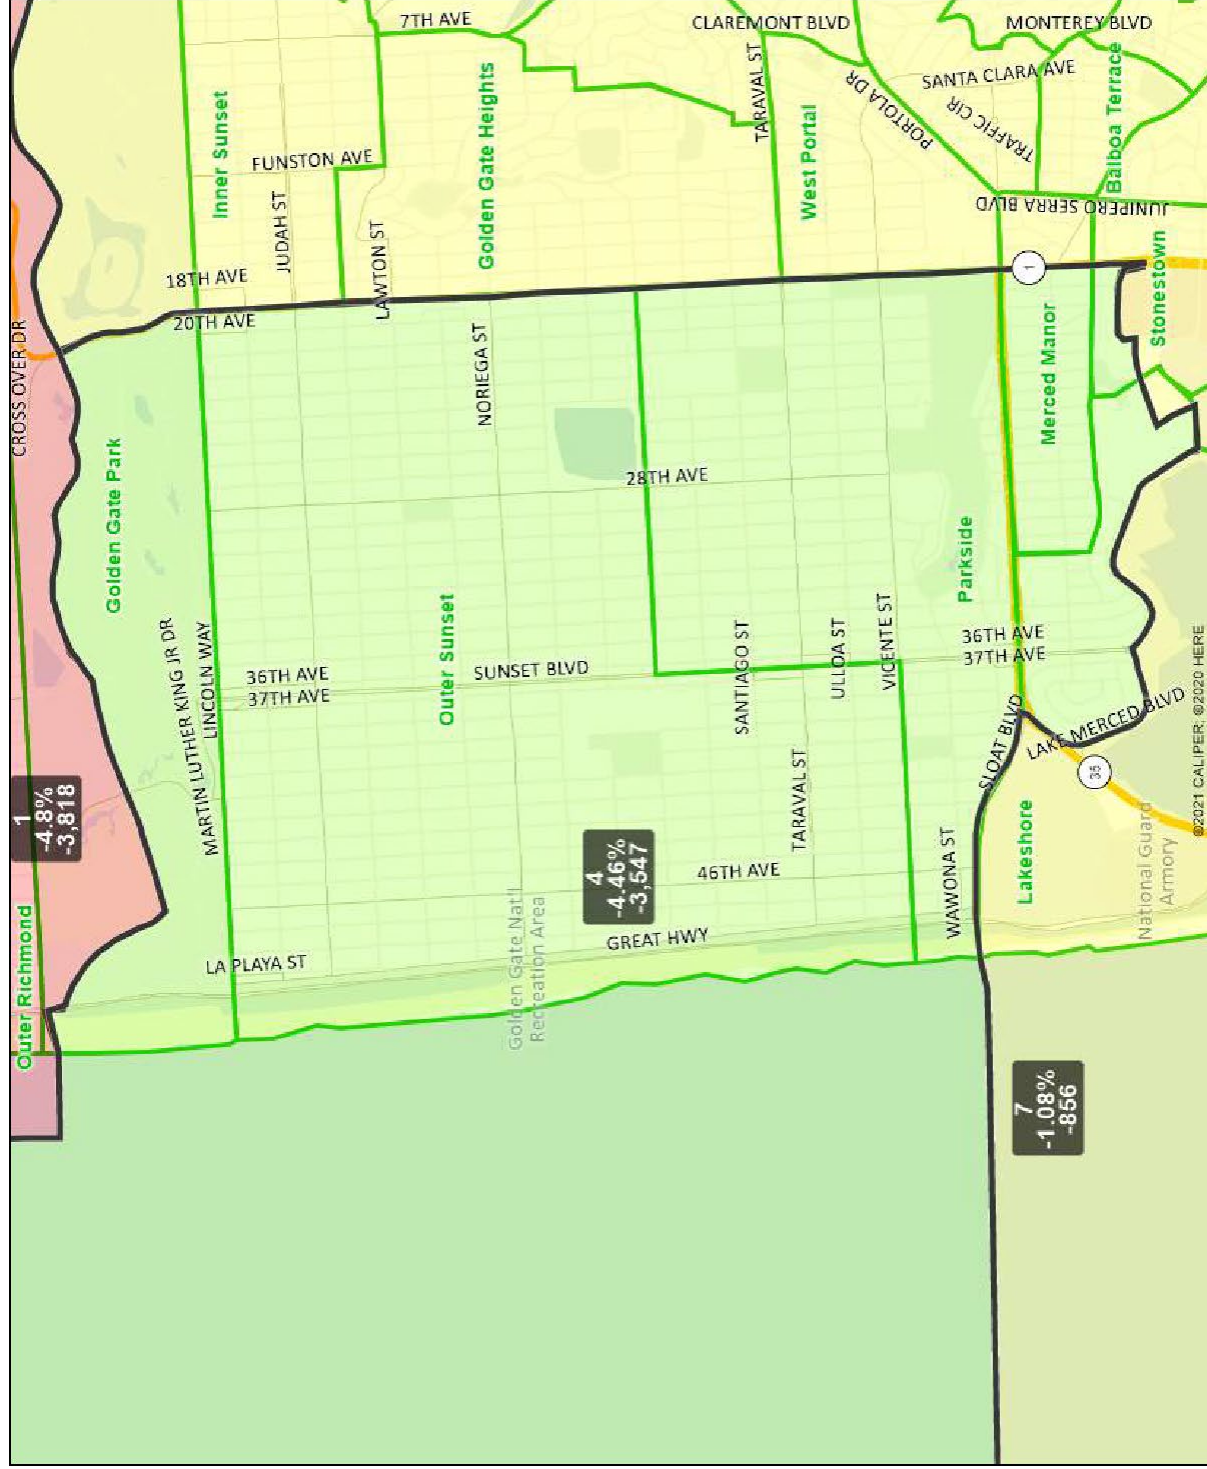 7TH AVE
CLAREMONT BLVD
MONTEREY BLVD
TARAVAL ST
SANTA CLARA AVE
PORTOLA DR
TRAFFIC CIR
Balboa Terrace
Inner Sunset
Golden Gate Heights
West Portal
FUNSTON AVE
JUDAH ST
LAWTON ST
JUNIPERO SERRA BLVD
18TH AVE
20TH AVE
1
Stonestown
CROSS OVER DR
NORIEGA ST
Merced Manor
Golden Gate Park
28TH AVE
Parkside
Outer Sunset
MARTIN LUTHER KING JR DR
LINCOLN WAY
36TH AVE
37TH AVE
SUNSET BLVD
SANTIAGO ST
ULLOA ST
VICENTE ST
36TH AVE
37TH AVE
SLOAT BLVD
LAKE MERCED BLVD
35
©2021 CALIPER; ©2020 HERE
1
-4.8%
-3,818
TARAVAL ST
4
-4.46%
-3,547
46TH AVE
WAWONA ST
Lakeshore
National Guard
Armory
Outer Richmond
LA PLAYA ST
Golden Gate Nat'l
Recreation Area
GREAT HWY
7
-1.08%
-856